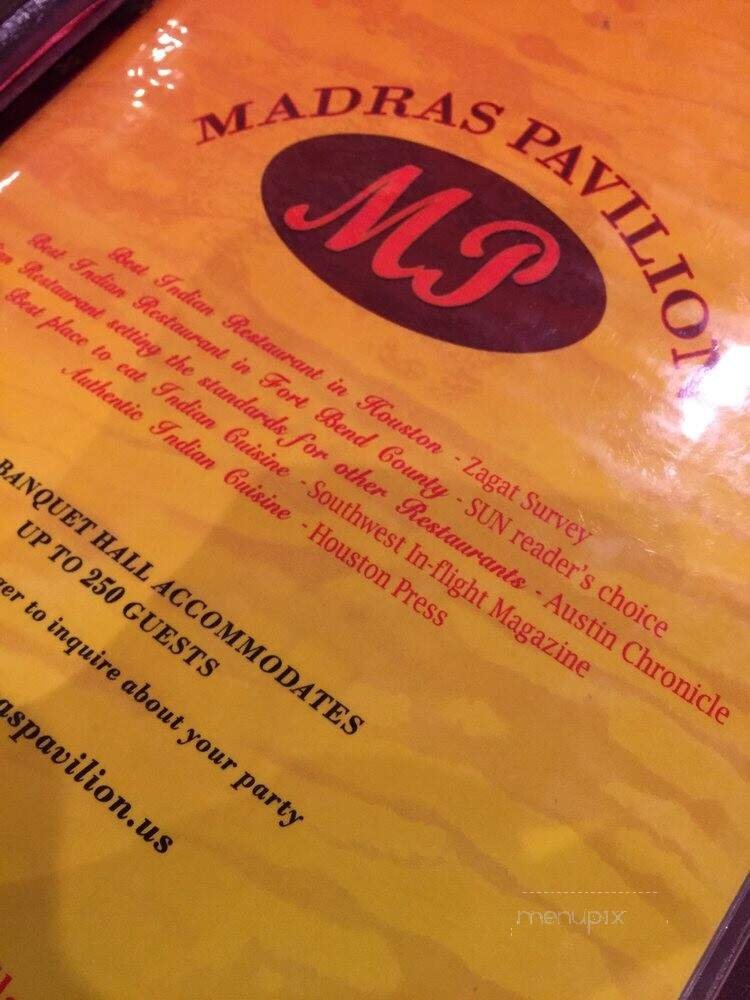 MADRAS PAVILION
MP
Best Indian Restaurant in Houston - Zagat Survey
Best Indian Restaurant in Fort Bend County - SUN reader's choice
Restaurant setting the standards for other Restaurants - Austin Chronicle
Best place to eat Indian Cuisine - Southwest In-flight Magazine
Authentic Indian Cuisine - Houston Press
BANQUET HALL ACCOMMODATES
UP TO 250 GUESTS
to inquire about your party
aspavilion.us
menupix